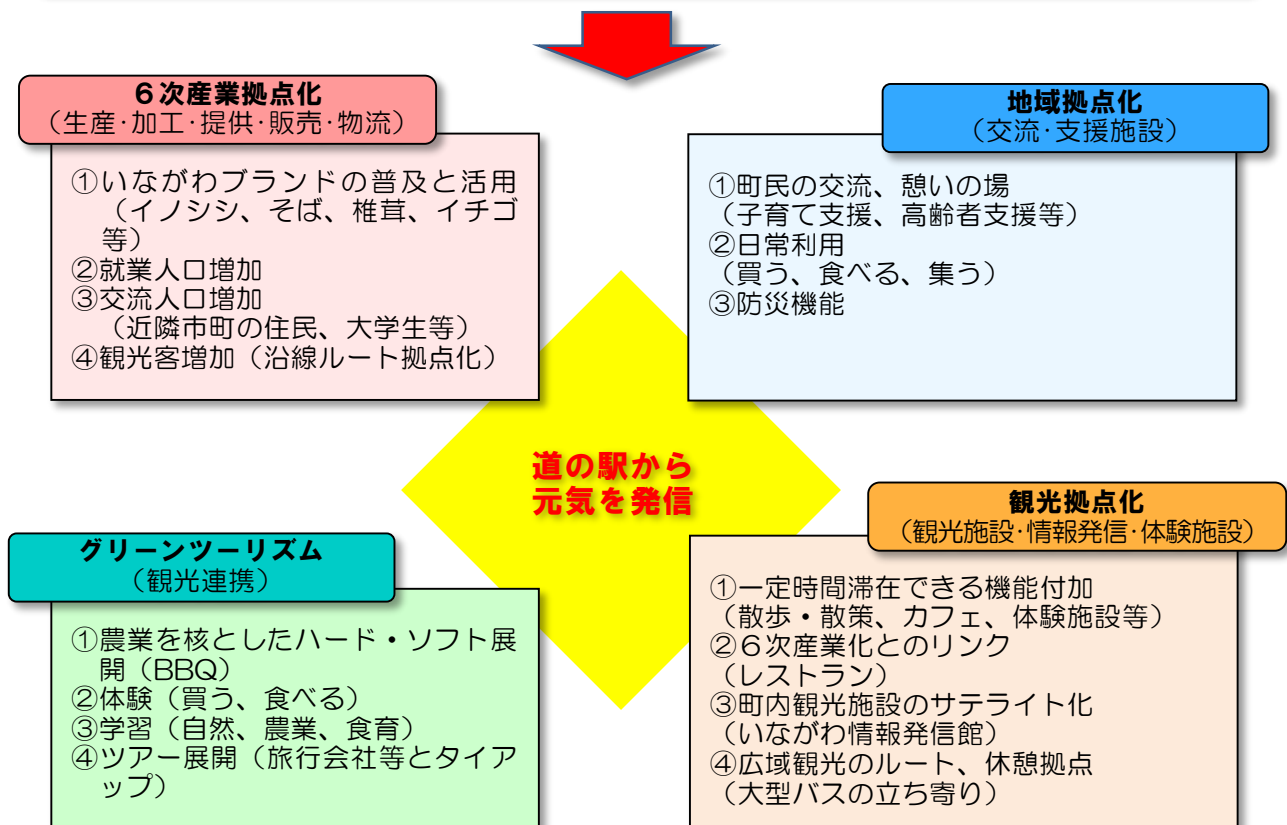 6次産業拠点化
（生産・加工・提供・販売・物流）
①いながわブランドの普及と活用
（イノシシ、そば、椎茸、イチゴ
等）
②就業人口増加
③交流人口増加
（近隣市町の住民、大学生等）
④観光客増加（沿線ルート拠点化）
地域拠点化
（交流・支援施設）
①町民の交流、憩いの場
（子育て支援、高齢者支援等）
②日常利用
（買う、食べる、集う）
③防災機能
道の駅から
元気を発信
グリーンツーリズム
（観光連携）
①農業を核としたハード・ソフト展
開（BBQ）
②体験（買う、食べる）
③学習（自然、農業、食育）
④ツアー展開（旅行会社等とタイア
ップ）
観光拠点化
（観光施設・情報発信・体験施設）
①一定時間滞在できる機能付加
（散歩・散策、カフェ、体験施設等）
②６次産業化とのリンク
（レストラン）
③町内観光施設のサテライト化
（いながわ情報発信館）
④広域観光のルート、休憩拠点
（大型バスの立ち寄り）